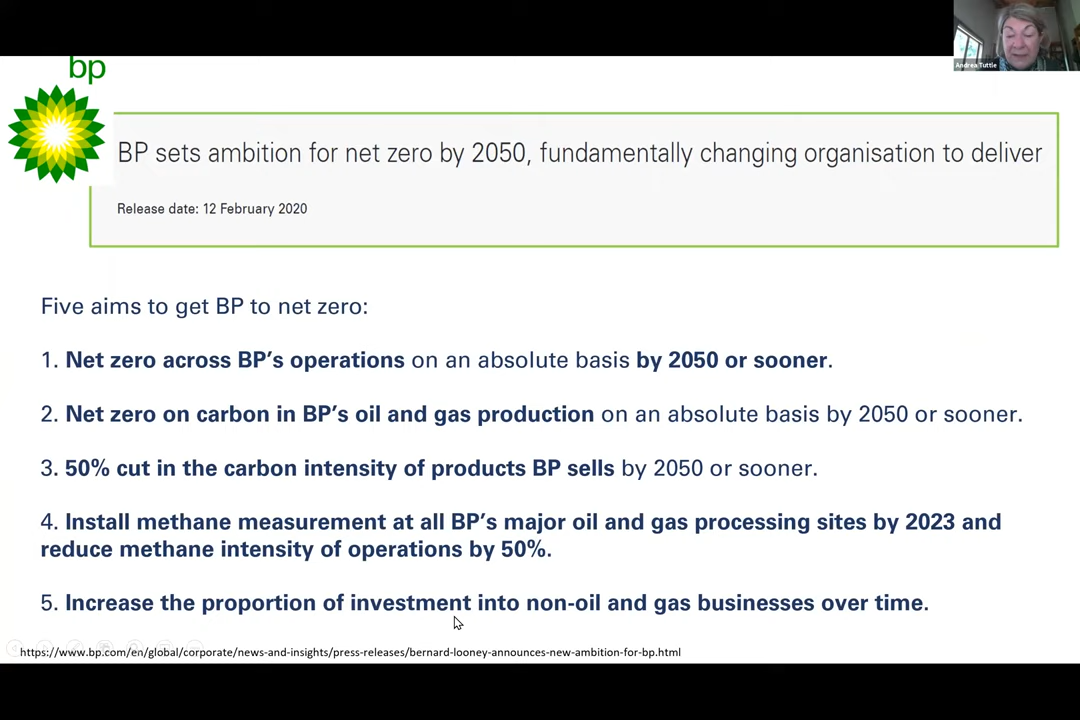 Andrea Tuttle
bp
BP sets ambition for net zero by 2050, fundamentally changing organisation to deliver
Release date: 12 February 2020
Five aims to get BP to net zero:
1. Net zero across BP’s operations on an absolute basis by 2050 or sooner.
2. Net zero on carbon in BP’s oil and gas production on an absolute basis by 2050 or sooner.
3. 50% cut in the carbon intensity of products BP sells by 2050 or sooner.
4. Install methane measurement at all BP’s major oil and gas processing sites by 2023 and
reduce methane intensity of operations by 50%.
5. Increase the proportion of investment into non-oil and gas businesses over time.
https://www.bp.com/en/global/corporate/news-and-insights/press-releases/bernard-looney-announces-new-ambition-for-bp.html